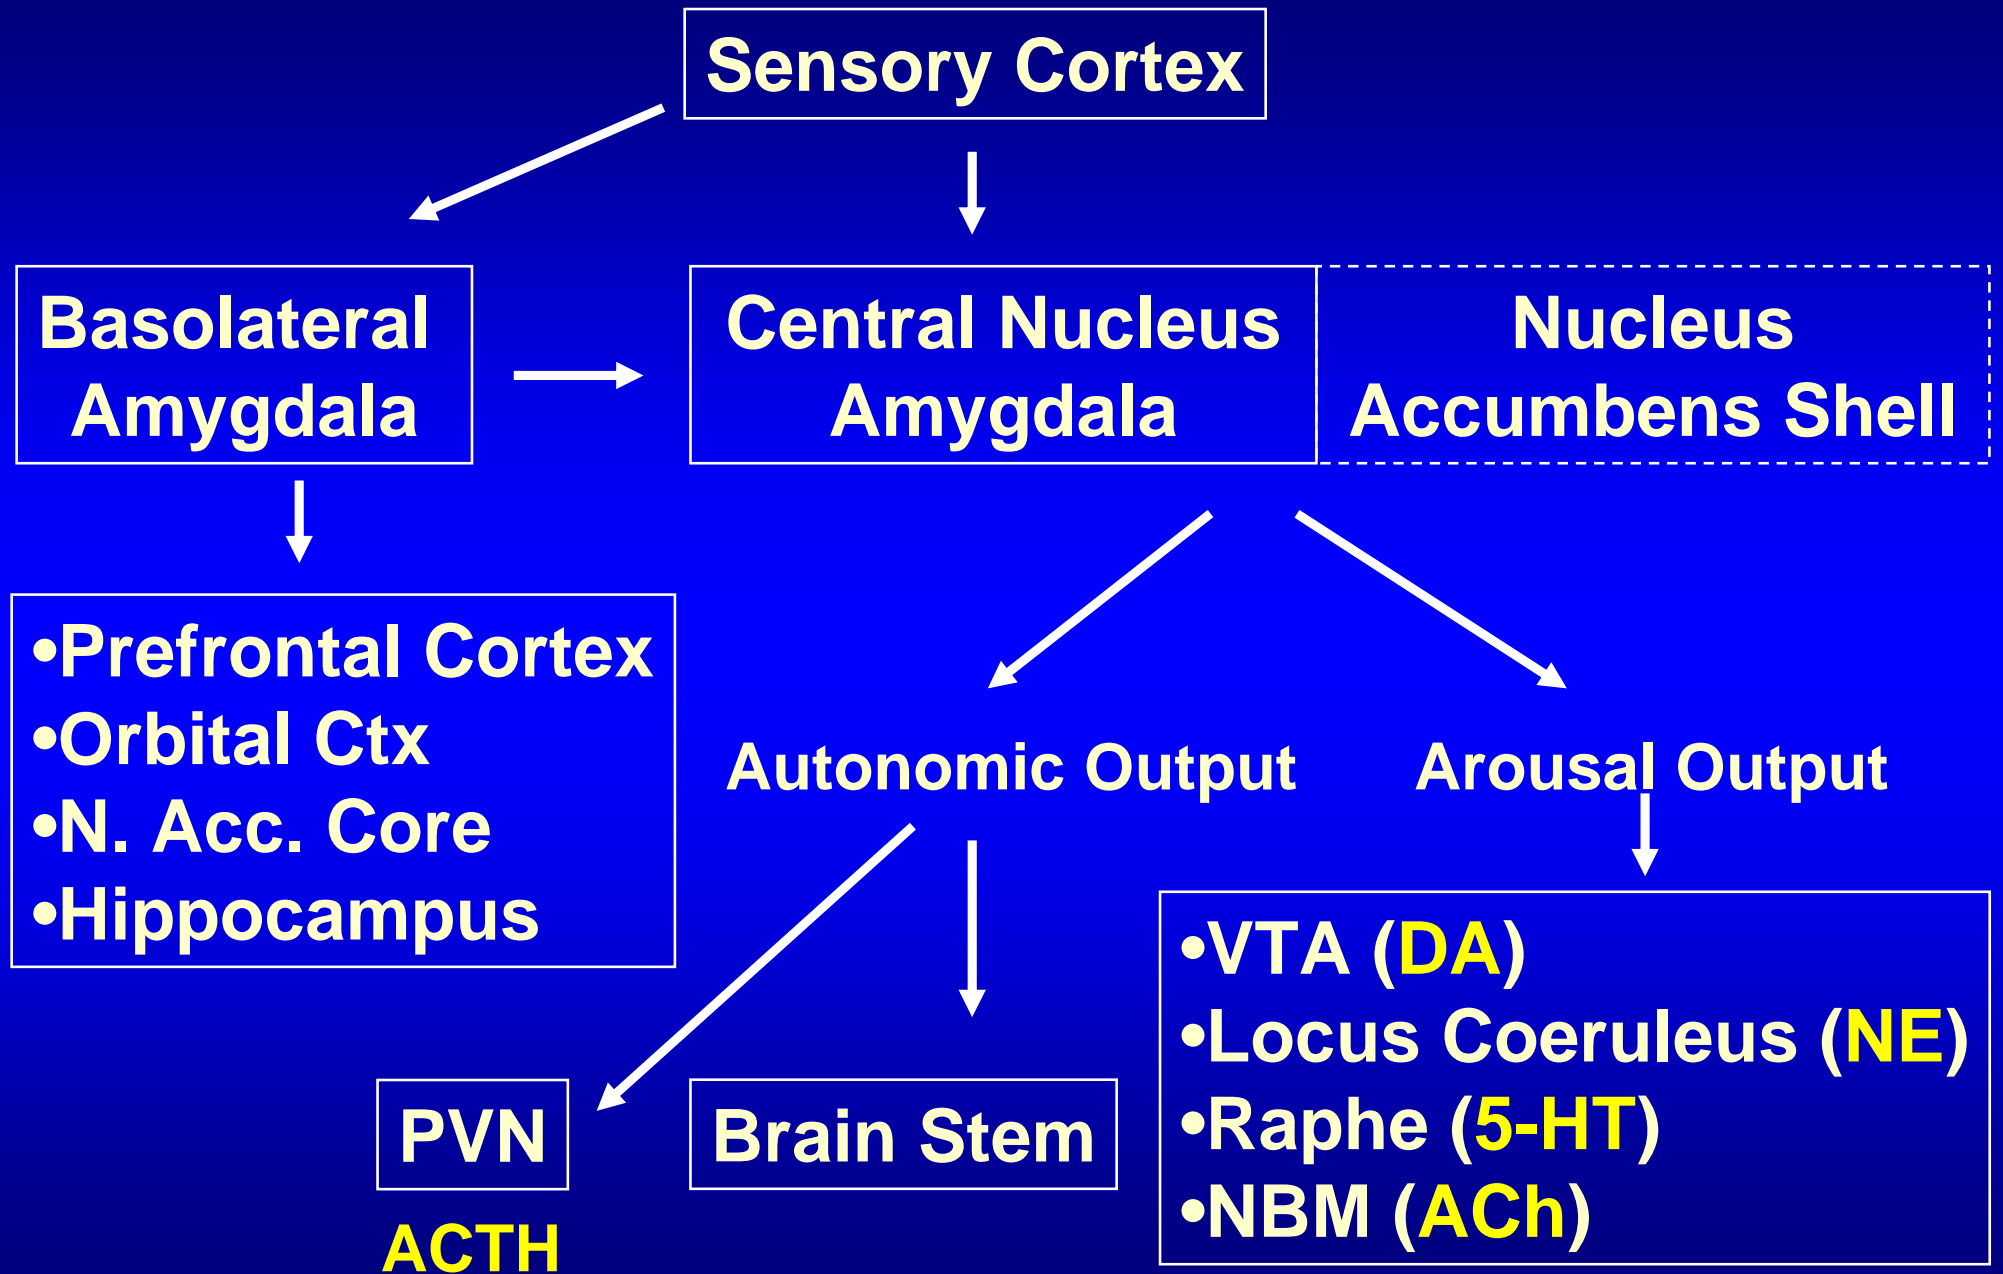 Sensory Cortex
Basolateral
Amygdala
Central Nucleus
Amygdala
Nucleus
Accumbens Shell
•Prefrontal Cortex
•Orbital Ctx
•N. Acc. Core
•Hippocampus
Autonomic Output
Arousal Output
PVN
ACTH
Brain Stem
•VTA (DA)
•Locus Coeruleus (NE)
•Raphe (5-HT)
•NBM (ACh)